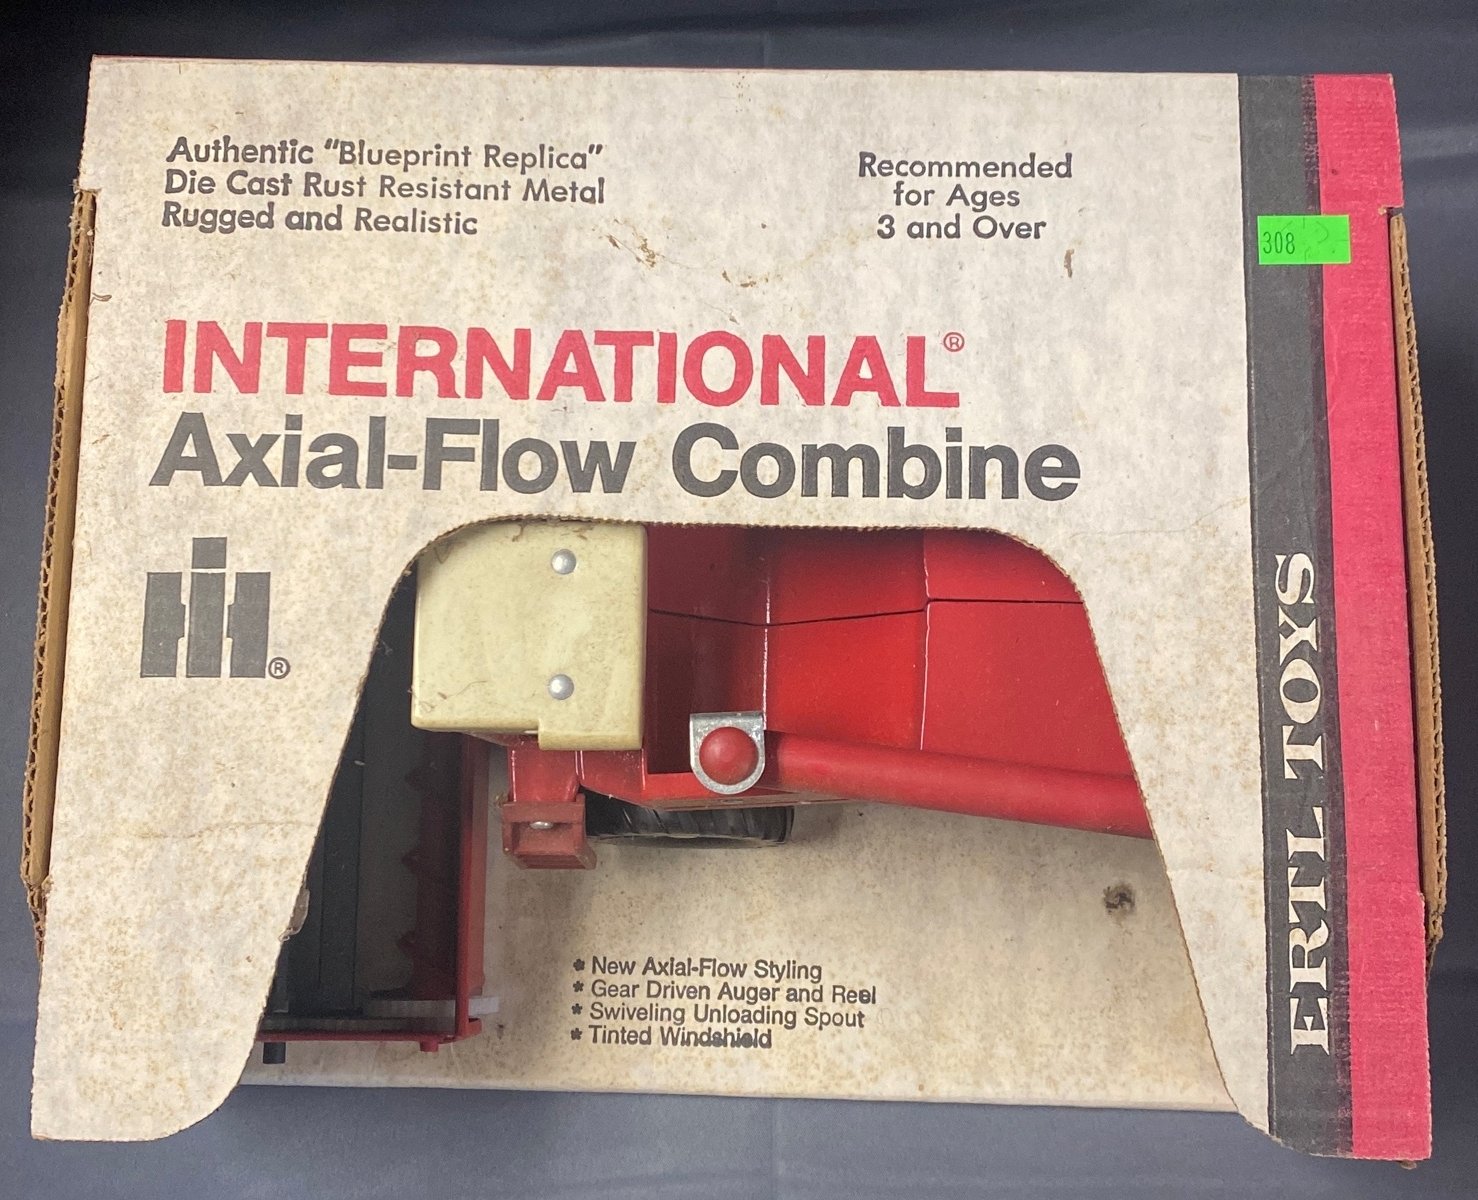 Authentic "Blueprint Replica"
Die Cast Rust Resistant Metal
Rugged and Realistic
Recommended
for Ages
3 and Over
308
INTERNATIONAL®
Axial-Flow Combine
IH®
* New Axial-Flow Styling
* Gear Driven Auger and Reel
* Swiveling Unloading Spout
* Tinted Windshield
ERTL TOYS